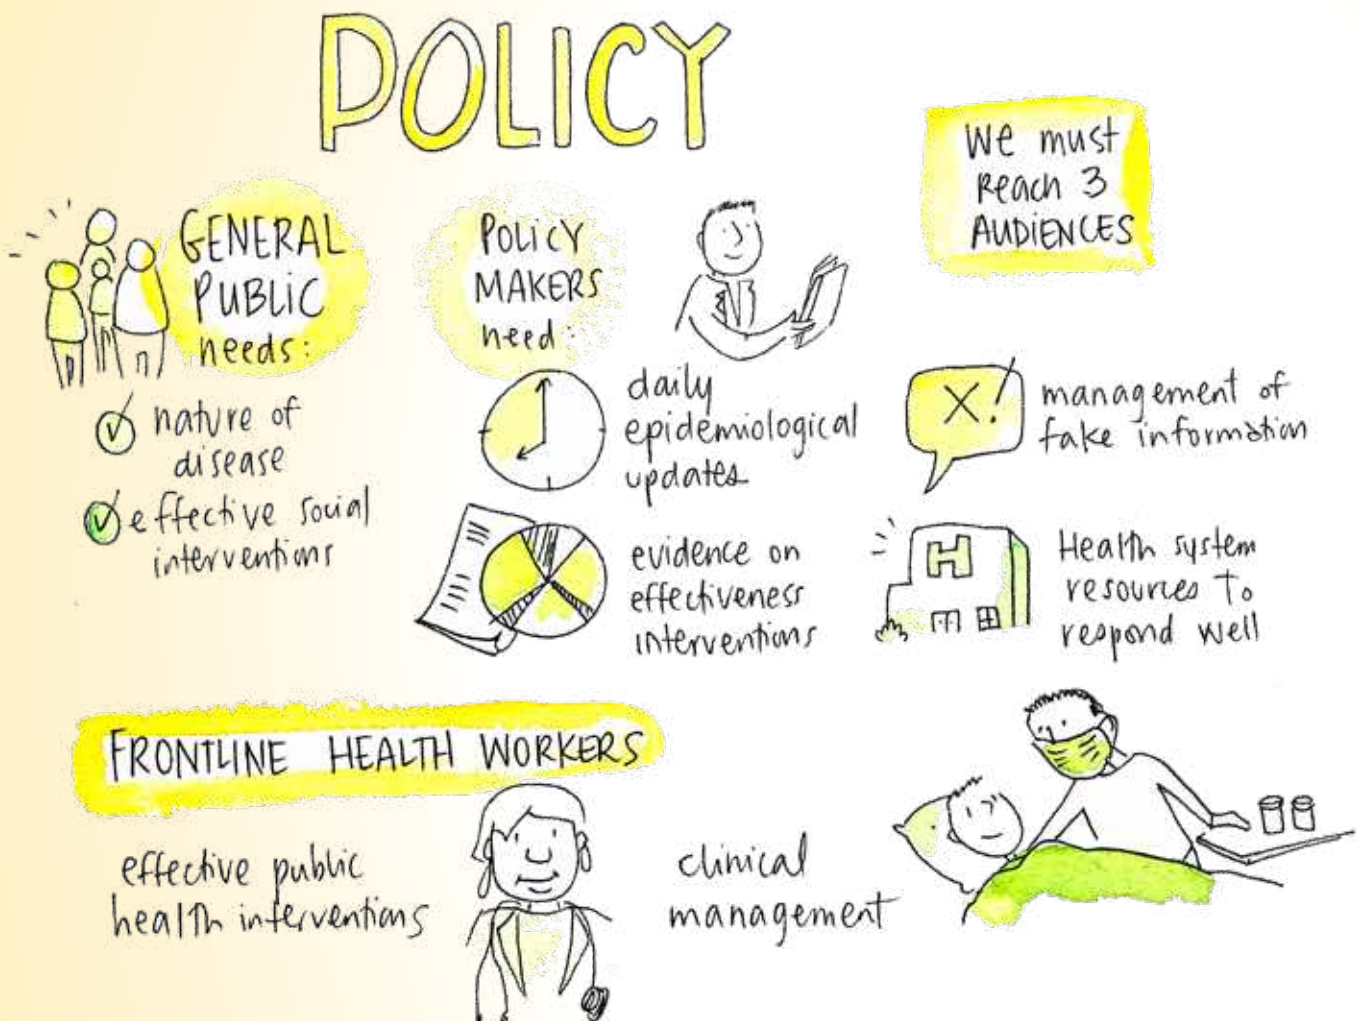 POLICY
We must
reach 3
AUDIENCES
GENERAL
PUBLIC
needs:
nature of
disease
effective social
interventions
POLICY
MAKERS
need:
daily
epidemiological
updates
evidence on
effectiveness
interventions
X!
management of
fake information
H
Health system
resources to
respond well
FRONTLINE HEALTH WORKERS
effective public
health interventions
clinical
management